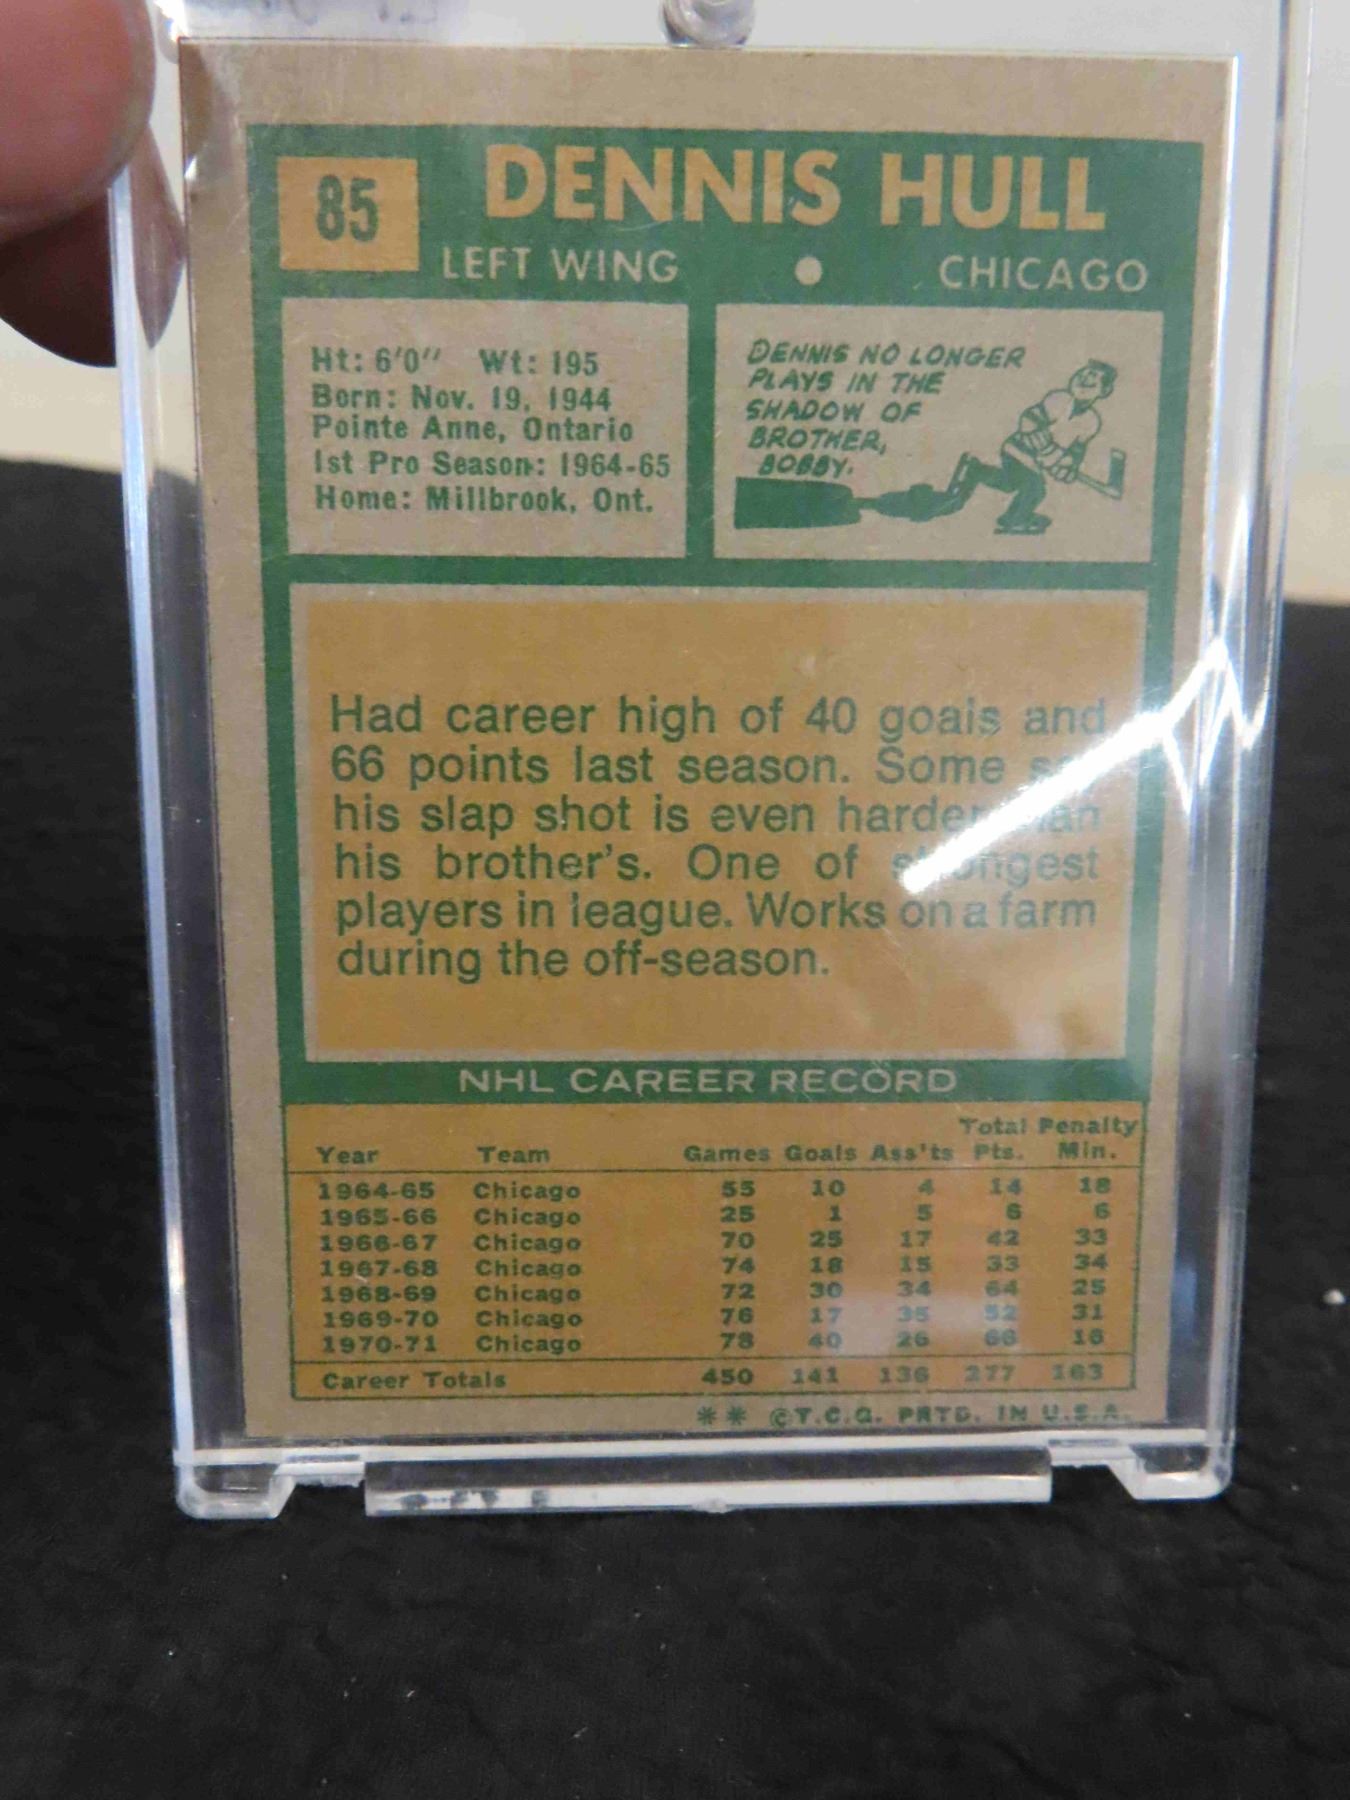 85
DENNIS HULL
LEFT WING • CHICAGO
Ht: 6'0" Wt: 195
Born: Nov. 19, 1944
Pointe Anne, Ontario
1st Pro Season: 1964-65
Home: Millbrook, Ont.
DENNIS NO LONGER
PLAYS IN THE
SHADOW OF
BROTHER,
BOBBY.
Had career high of 40 goals and
66 points last season. Some
his slap shot is even harder
his brother's. One of strongest
players in league. Works on a farm
during the off-season.
NHL CAREER RECORD
Year Team Games Goals Ass'ts Total Pts. Penalty Min.
1964-65 Chicago 55 10 4 14 18
1965-66 Chicago 25 1 5 6 6
1966-67 Chicago 70 25 17 42 33
1967-68 Chicago 74 18 15 33 34
1968-69 Chicago 72 30 34 64 25
1969-70 Chicago 76 17 35 52 31
1970-71 Chicago 78 40 26 66 16
Career Totals 450 141 136 277 163
** © T.C.G. PRTD. IN U.S.A.